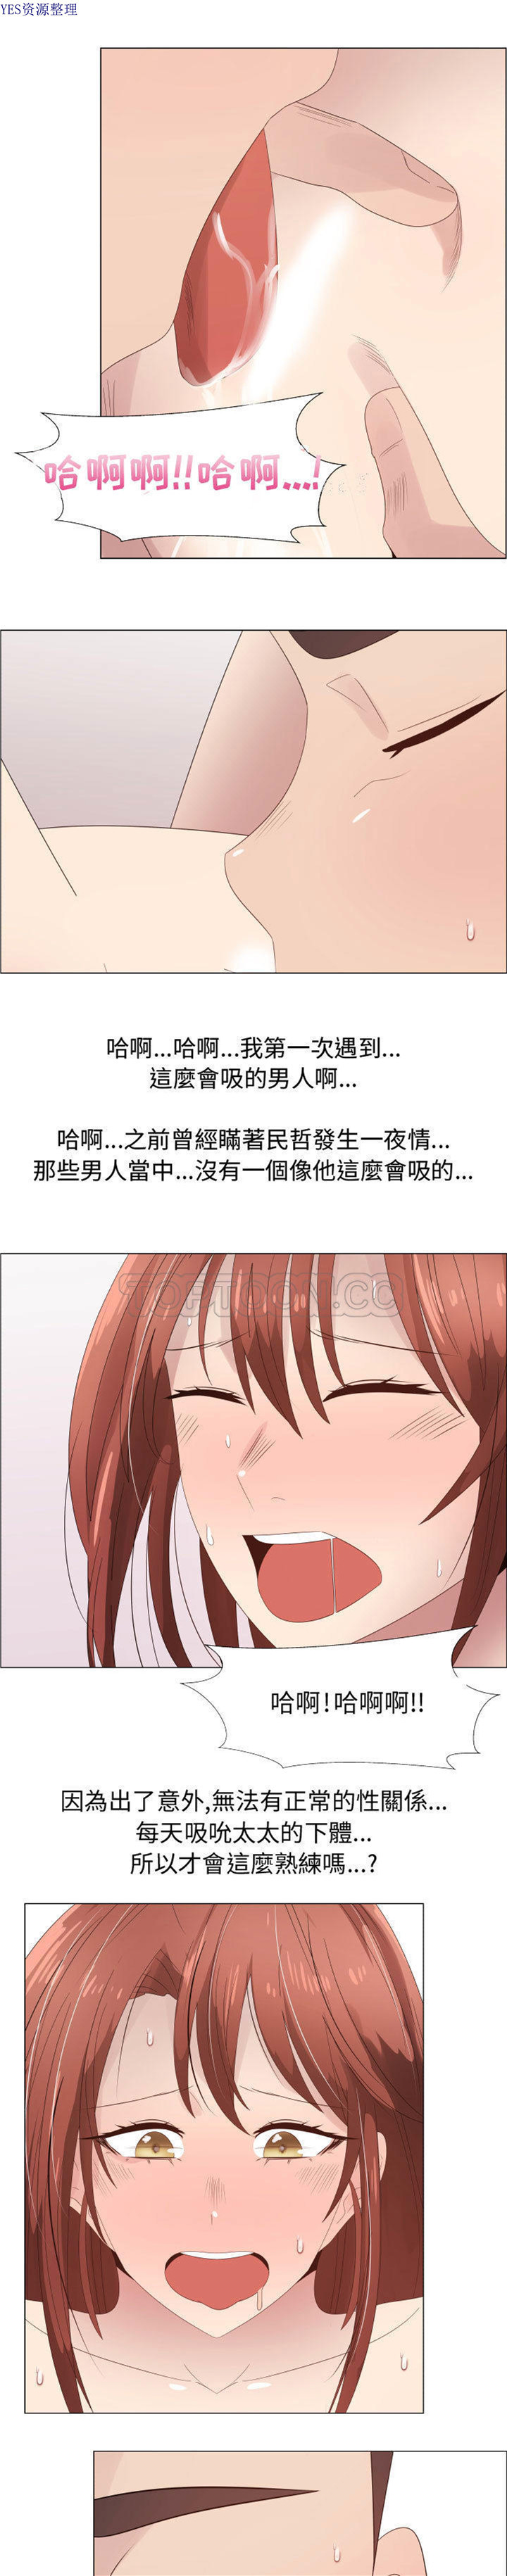 YES资源整理
哈啊啊!!哈啊...!
哈啊...哈啊...我第一次遇到...
這麼會吸的男人啊...
哈啊...之前曾經瞞著民哲發生一夜情...
那些男人當中...沒有一個像他這麼會吸的...
TOPTOON.CC
哈啊!哈啊啊!!
因為出了意外,無法有正常的性關係...
每天吸吮太太的下體...
所以才會這麼熟練嗎...?